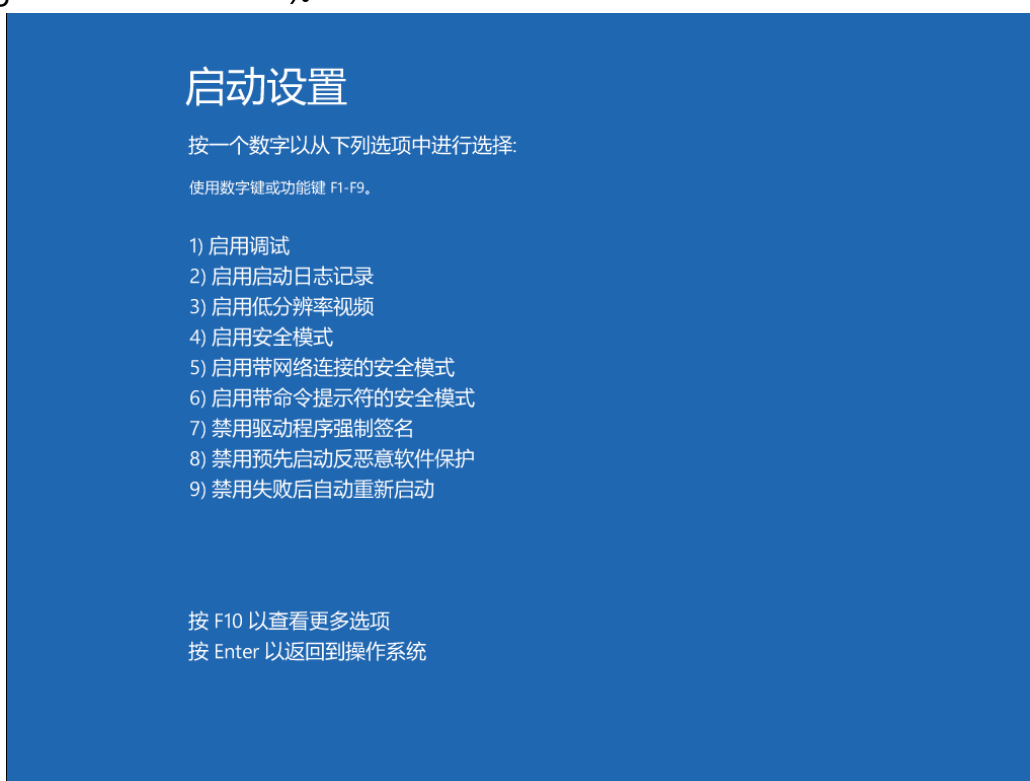 启动设置
按一个数字以从下列选项中进行选择:
使用数字键或功能键 F1-F9。
1) 启用调试
2) 启用启动日志记录
3) 启用低分辨率视频
4) 启用安全模式
5) 启用带网络连接的安全模式
6) 启用带命令提示符的安全模式
7) 禁用驱动程序强制签名
8) 禁用预先启动反恶意软件保护
9) 禁用失败后自动重新启动
按 F10 以查看更多选项
按 Enter 以返回到操作系统